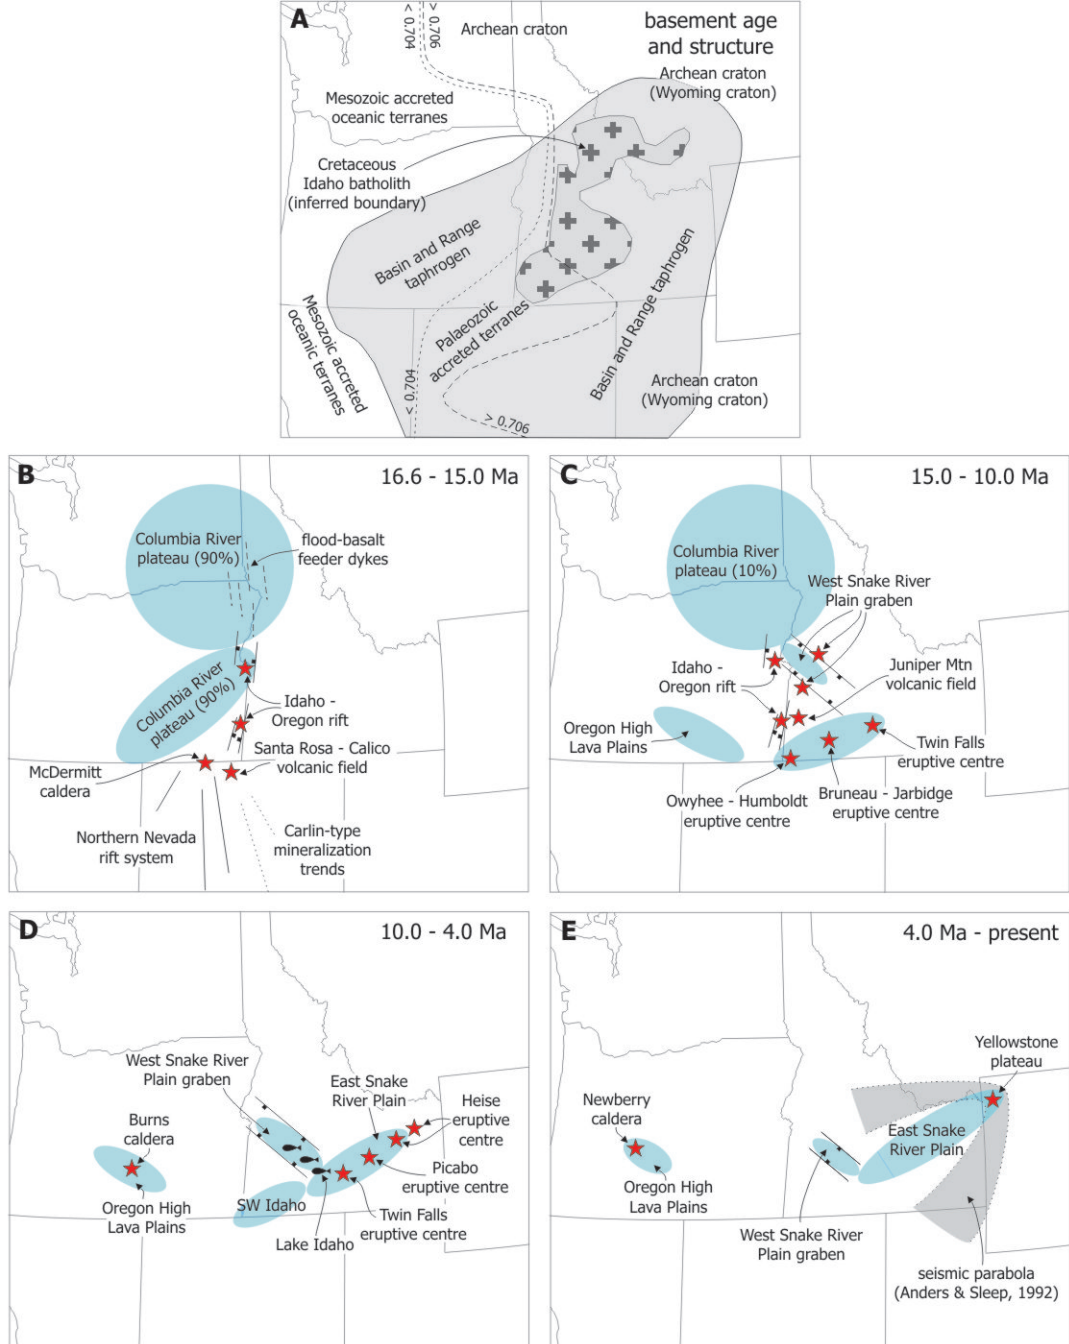 A
basement age
and structure
< 0.704
> 0.706
Archean craton
Archean craton
(Wyoming craton)
Mesozoic accreted
oceanic terranes
Cretaceous
Idaho batholith
(inferred boundary)
Basin and Range
taphrogen
Mesozoic accreted
oceanic terranes
Palaeozoic
accreted terranes
Basin and Range taphrogen
< 0.704
> 0.706
Archean craton
(Wyoming craton)
B
16.6 - 15.0 Ma
Columbia River
plateau (90%)
flood-basalt
feeder dykes
Columbia River
plateau (90%)
Idaho -
Oregon rift
Santa Rosa - Calico
volcanic field
McDermitt
caldera
Northern Nevada
rift system
Carlin-type
mineralization
trends
C
15.0 - 10.0 Ma
Columbia River
plateau (10%)
West Snake River
Plain graben
Idaho -
Oregon rift
Juniper Mtn
volcanic field
Oregon High
Lava Plains
Twin Falls
eruptive centre
Owyhee - Humboldt
eruptive centre
Bruneau - Jarbidge
eruptive centre
D
10.0 - 4.0 Ma
West Snake River
Plain graben
East Snake
River Plain
Heise
eruptive
centre
Burns
caldera
Picabo
eruptive centre
Oregon High
Lava Plains
SW Idaho
Twin Falls
eruptive centre
Lake Idaho
E
4.0 Ma - present
Yellowstone
plateau
Newberry
caldera
East Snake
River Plain
Oregon High
Lava Plains
West Snake River
Plain graben
seismic parabola
(Anders & Sleep, 1992)